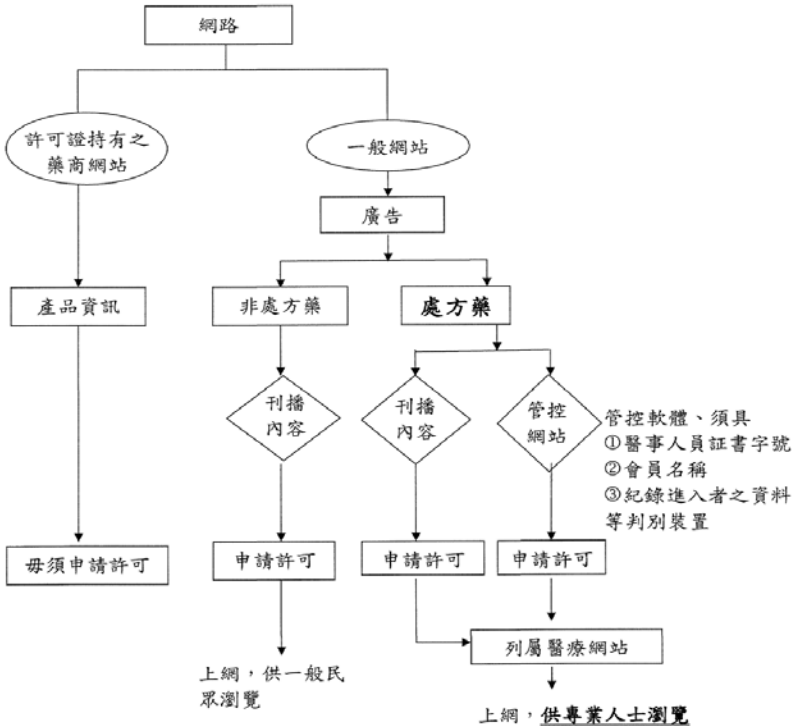 網路
許可證持有之
藥商網站
一般網站
廣告
產品資訊
非處方藥
處方藥
刊播
內容
刊播
內容
管控
網站
管控軟體、須具
①醫事人員証書字號
②會員名稱
③紀錄進入者之資料
等判別裝置
毋須申請許可
申請許可
申請許可
申請許可
列屬醫療網站
上網，供一般民
眾瀏覽
上網，供專業人士瀏覽